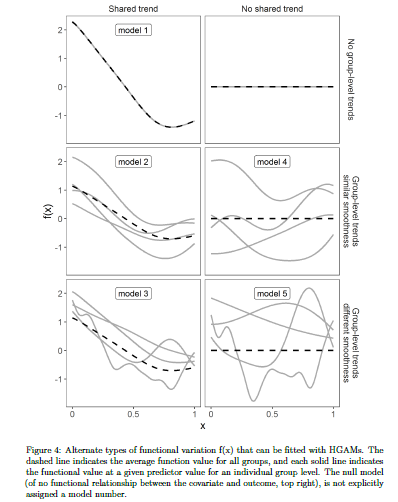 Shared trend
No shared trend
model 1
No group-level trends
2
1
0
-1
model 2
model 4
Group-level trends
similar smoothness
2
1
0
-1
f(x)
model 3
model 5
Group-level trends
different smoothness
2
1
0
-1
0
0.5
1
0
0.5
1
x
Figure 4: Alternate types of functional variation f(x) that can be fitted with HGAMs. The
dashed line indicates the average function value for all groups, and each solid line indicates
the functional value at a given predictor value for an individual group level. The null model
(of no functional relationship between the covariate and outcome, top right), is not explicitly
assigned a model number.